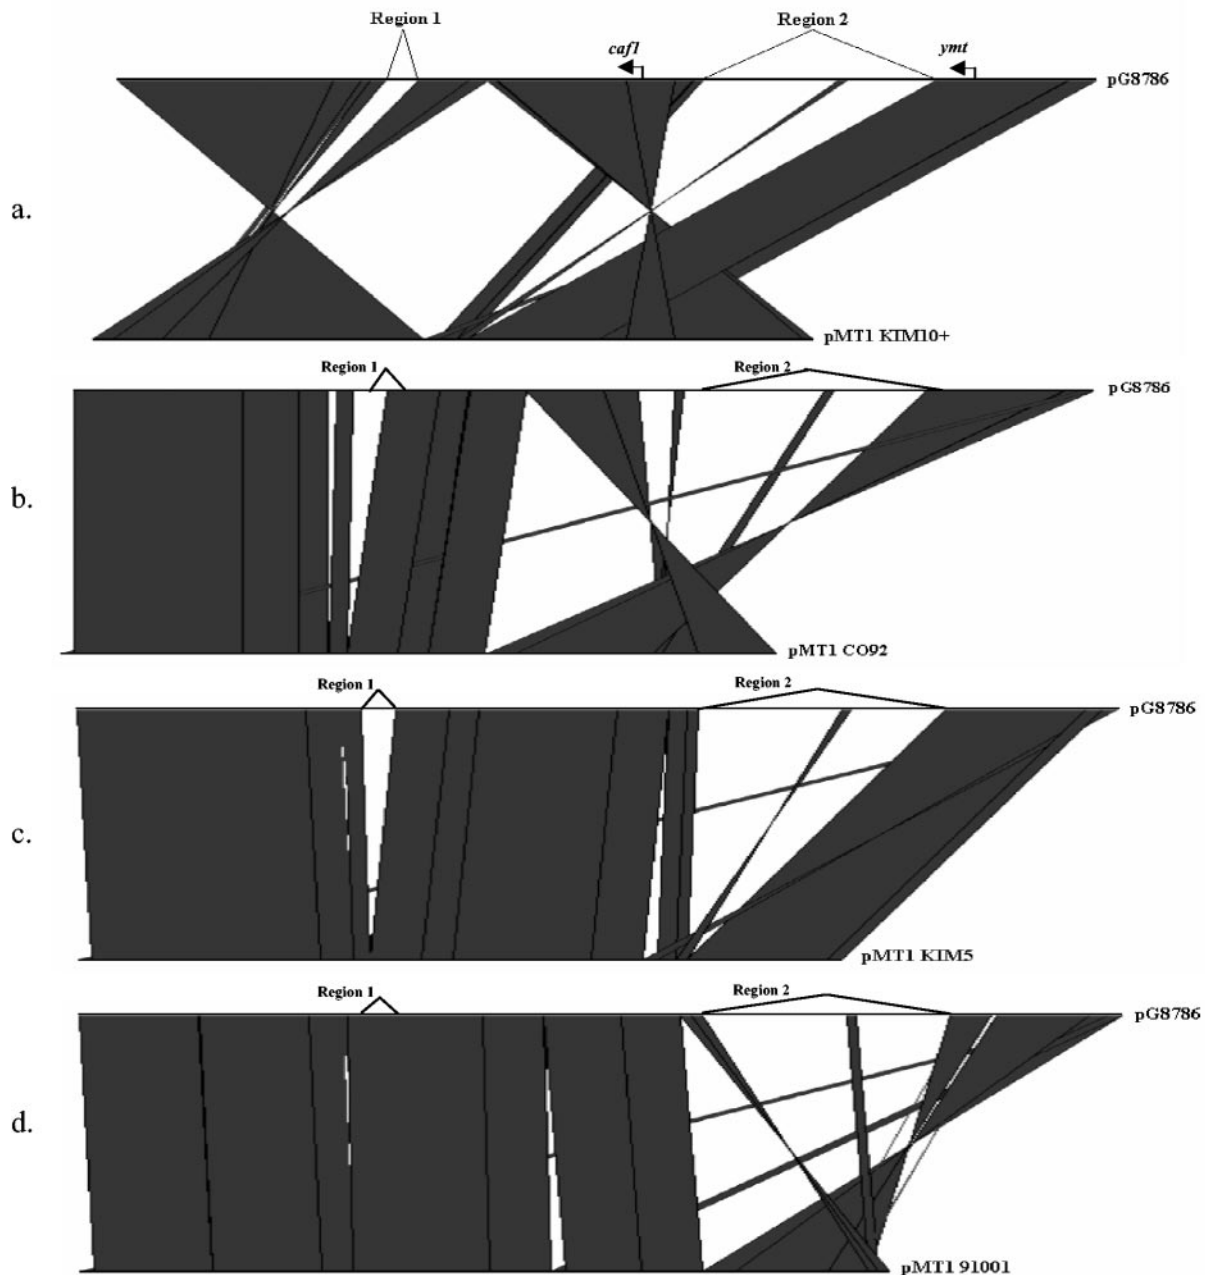 Region 1
Region 2
caf1
ymt
pG8786
a.
pMT1 KIM10+
Region 1
Region 2
pG8786
b.
pMT1 CO92
Region 1
Region 2
pG8786
c.
pMT1 KIM5
Region 1
Region 2
pG8786
d.
pMT1 91001